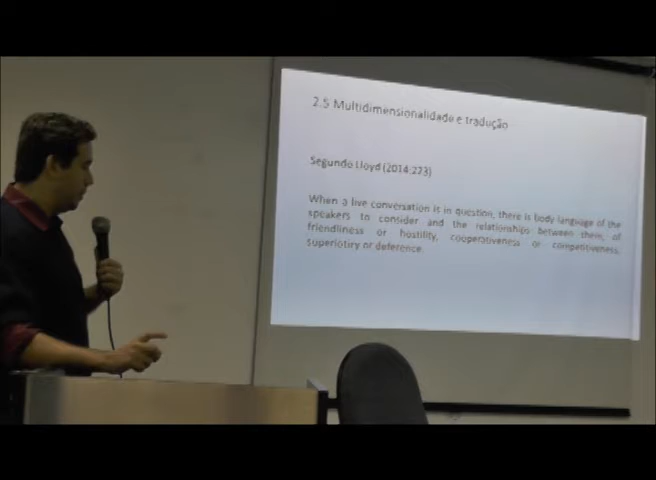 2.5 Multidimensionalidade e tradução
Segundo Lloyd (2014:223)
When a live conversation is in question, there is body language of the
speakers to consider and the relationships between them, of
friendliness or hostility, cooperativeness or competitiveness,
superiotiry or deference